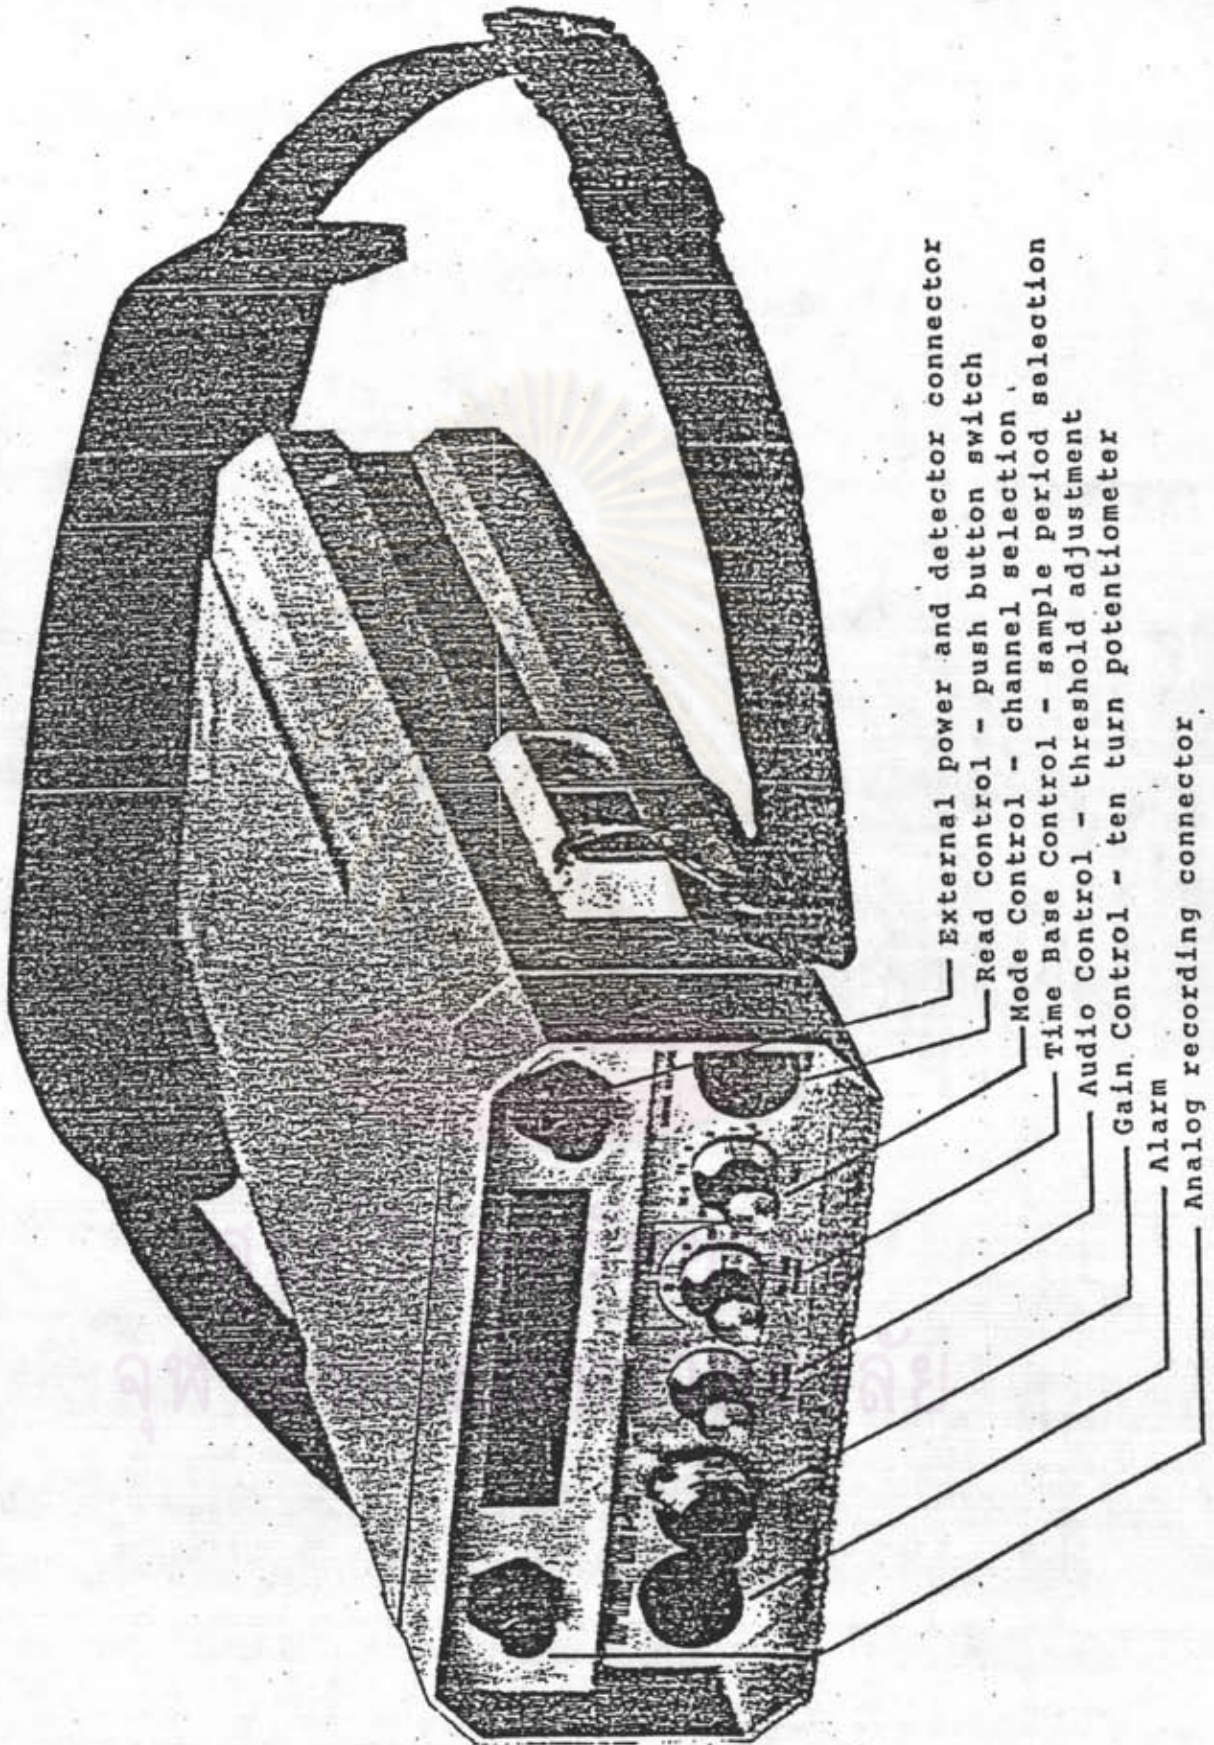 External power and detector connector
Read Control - push button switch
Mode Control - channel selection
Time Base Control - sample period selection
Audio Control - threshold adjustment
Gain Control - ten turn potentiometer
Alarm
Analog recording connector